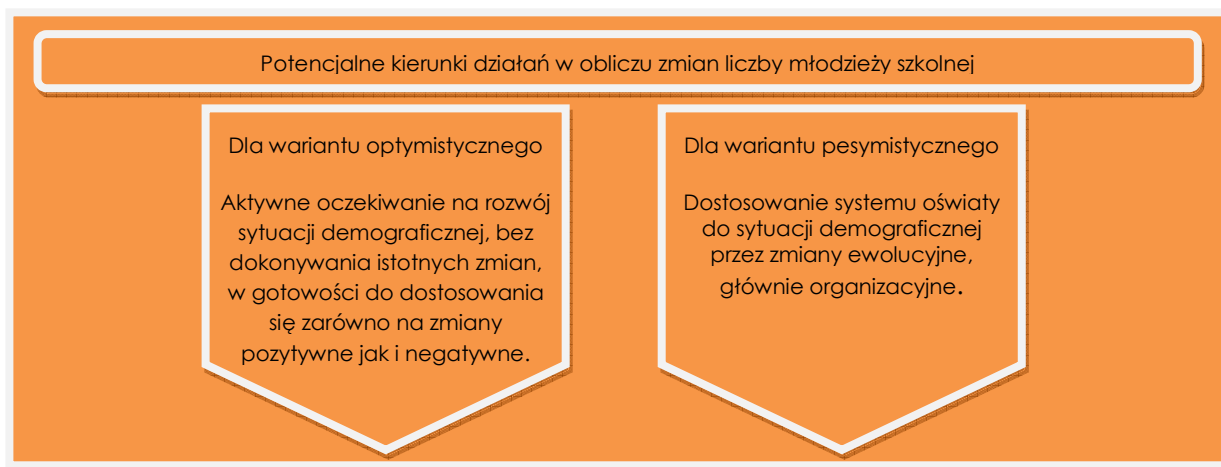 Potencjalne kierunki działań w obliczu zmian liczby młodzieży szkolnej
Dla wariantu optymistycznego
Aktywne oczekiwanie na rozwój
sytuacji demograficznej, bez
dokonywania istotnych zmian,
w gotowości do dostosowania
się zarówno na zmiany
pozytywne jak i negatywne.
Dla wariantu pesymistycznego
Dostosowanie systemu oświaty
do sytuacji demograficznej
przez zmiany ewolucyjne,
głównie organizacyjne.